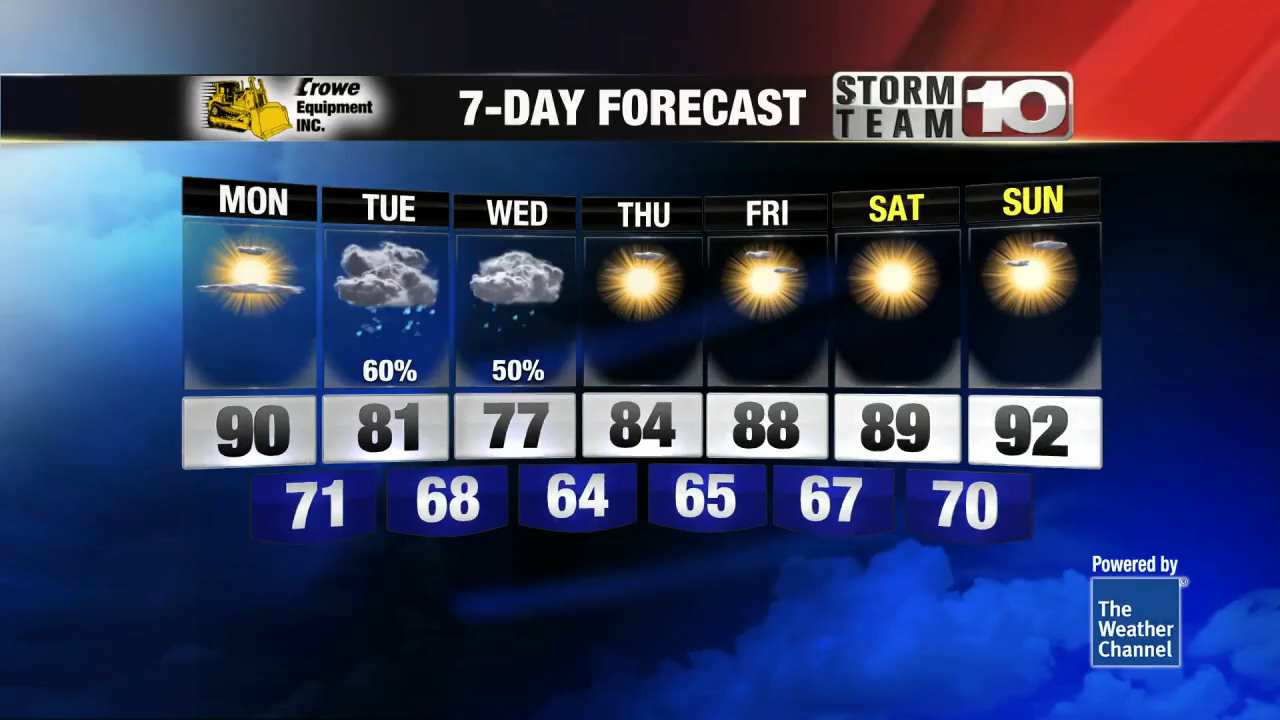 Crowe
Equipment
INC.
7-DAY FORECAST
STORM
TEAM
10
MON TUE WED THU FRI SAT SUN
60% 50%
90 81 77 84 88 89 92
71 68 64 65 67 70
Powered by
The
Weather
Channel
®